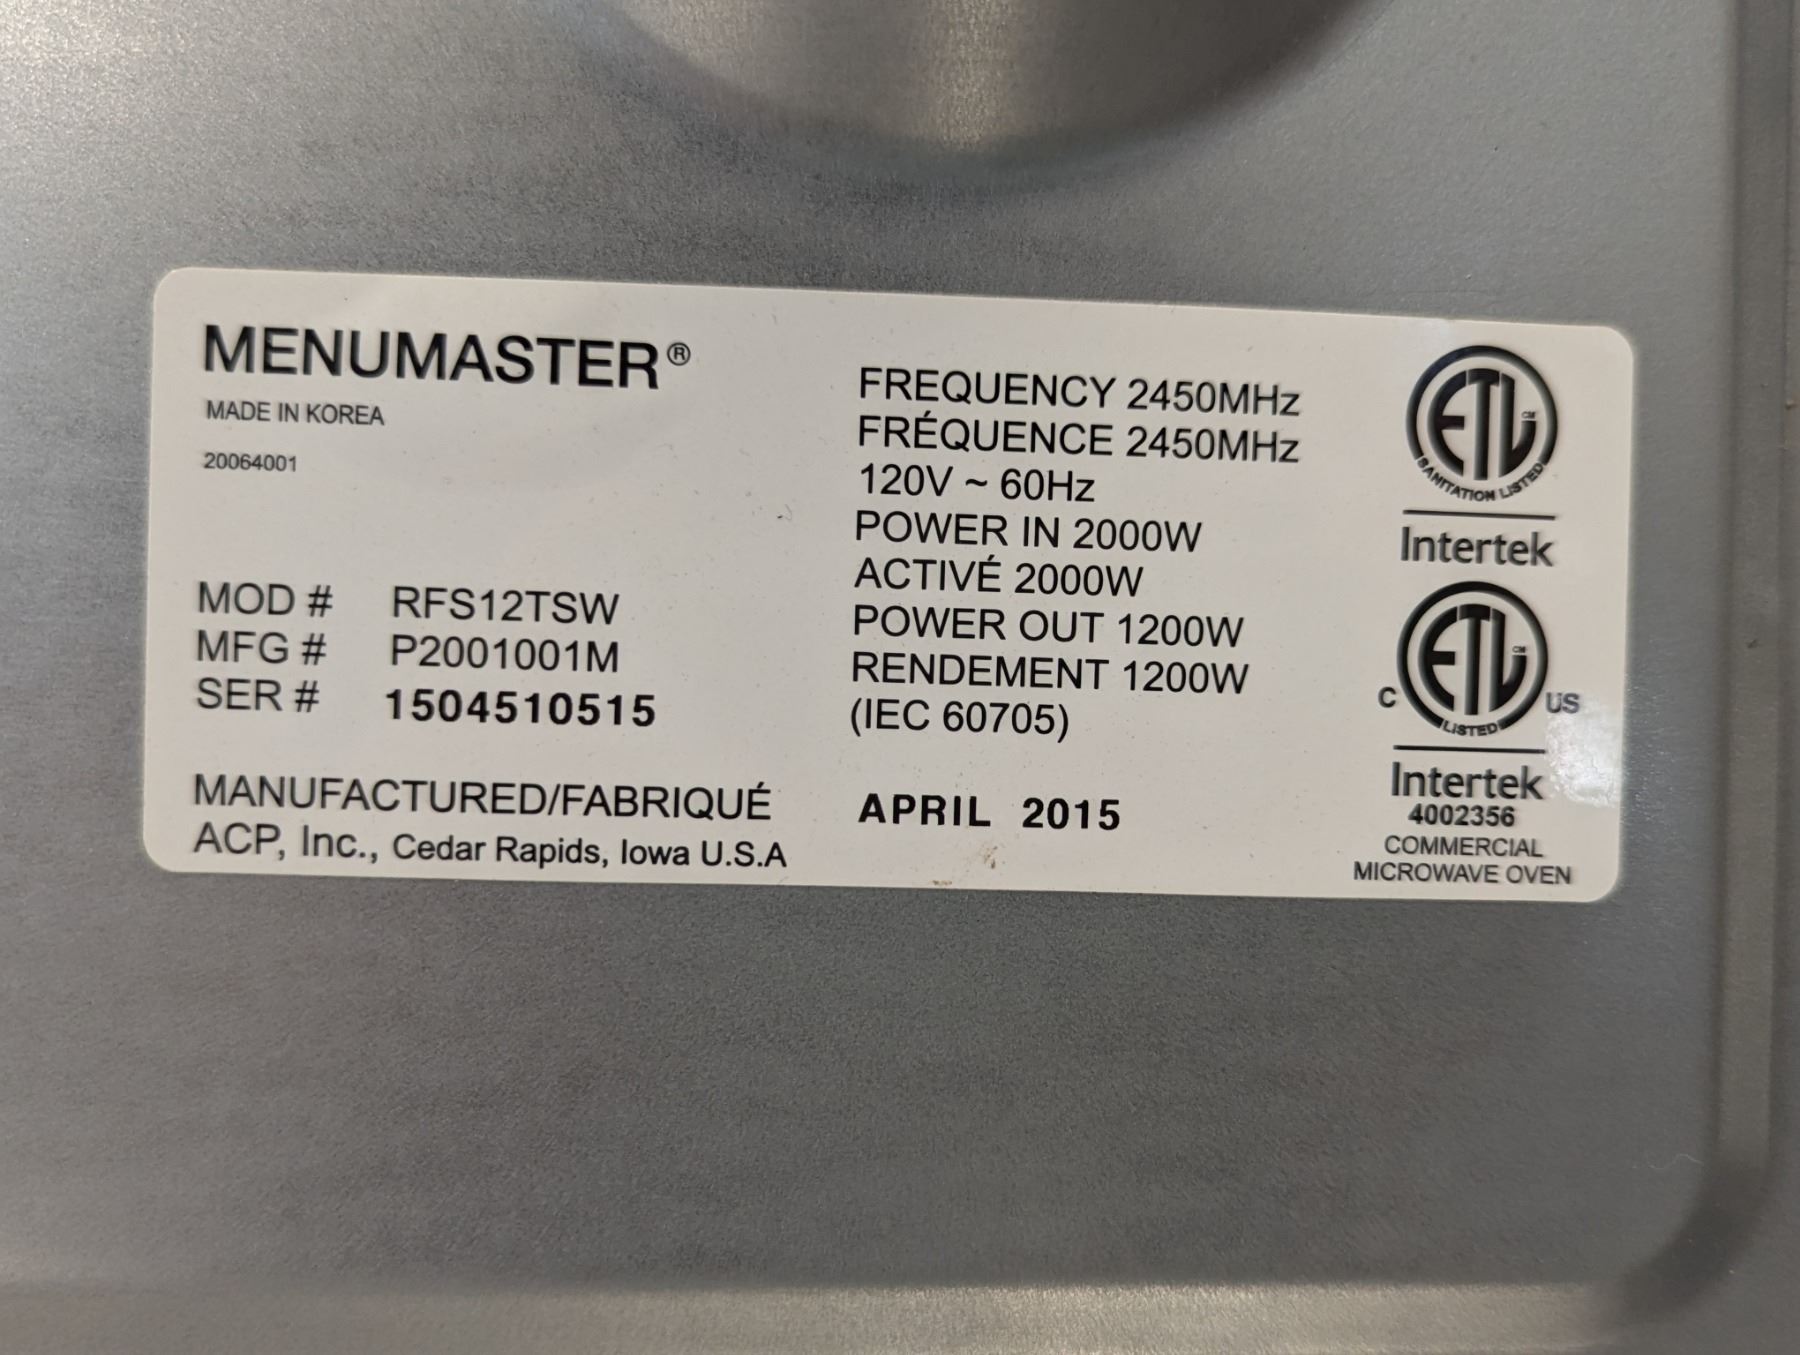 MENUMASTER®
MADE IN KOREA
20064001
MOD # RFS12TSW
MFG # P2001001M
SER # 1504510515
MANUFACTURED/FABRIQUÉ
ACP, Inc., Cedar Rapids, Iowa U.S.A
FREQUENCY 2450MHz
FRÉQUENCE 2450MHz
120V ~ 60Hz
POWER IN 2000W
ACTIVÉ 2000W
POWER OUT 1200W
RENDEMENT 1200W
(IEC 60705)
APRIL 2015
ETL CM
SANITATION LISTED
Intertek
ETL CM
C US
LISTED
Intertek
4002356
COMMERCIAL
MICROWAVE OVEN